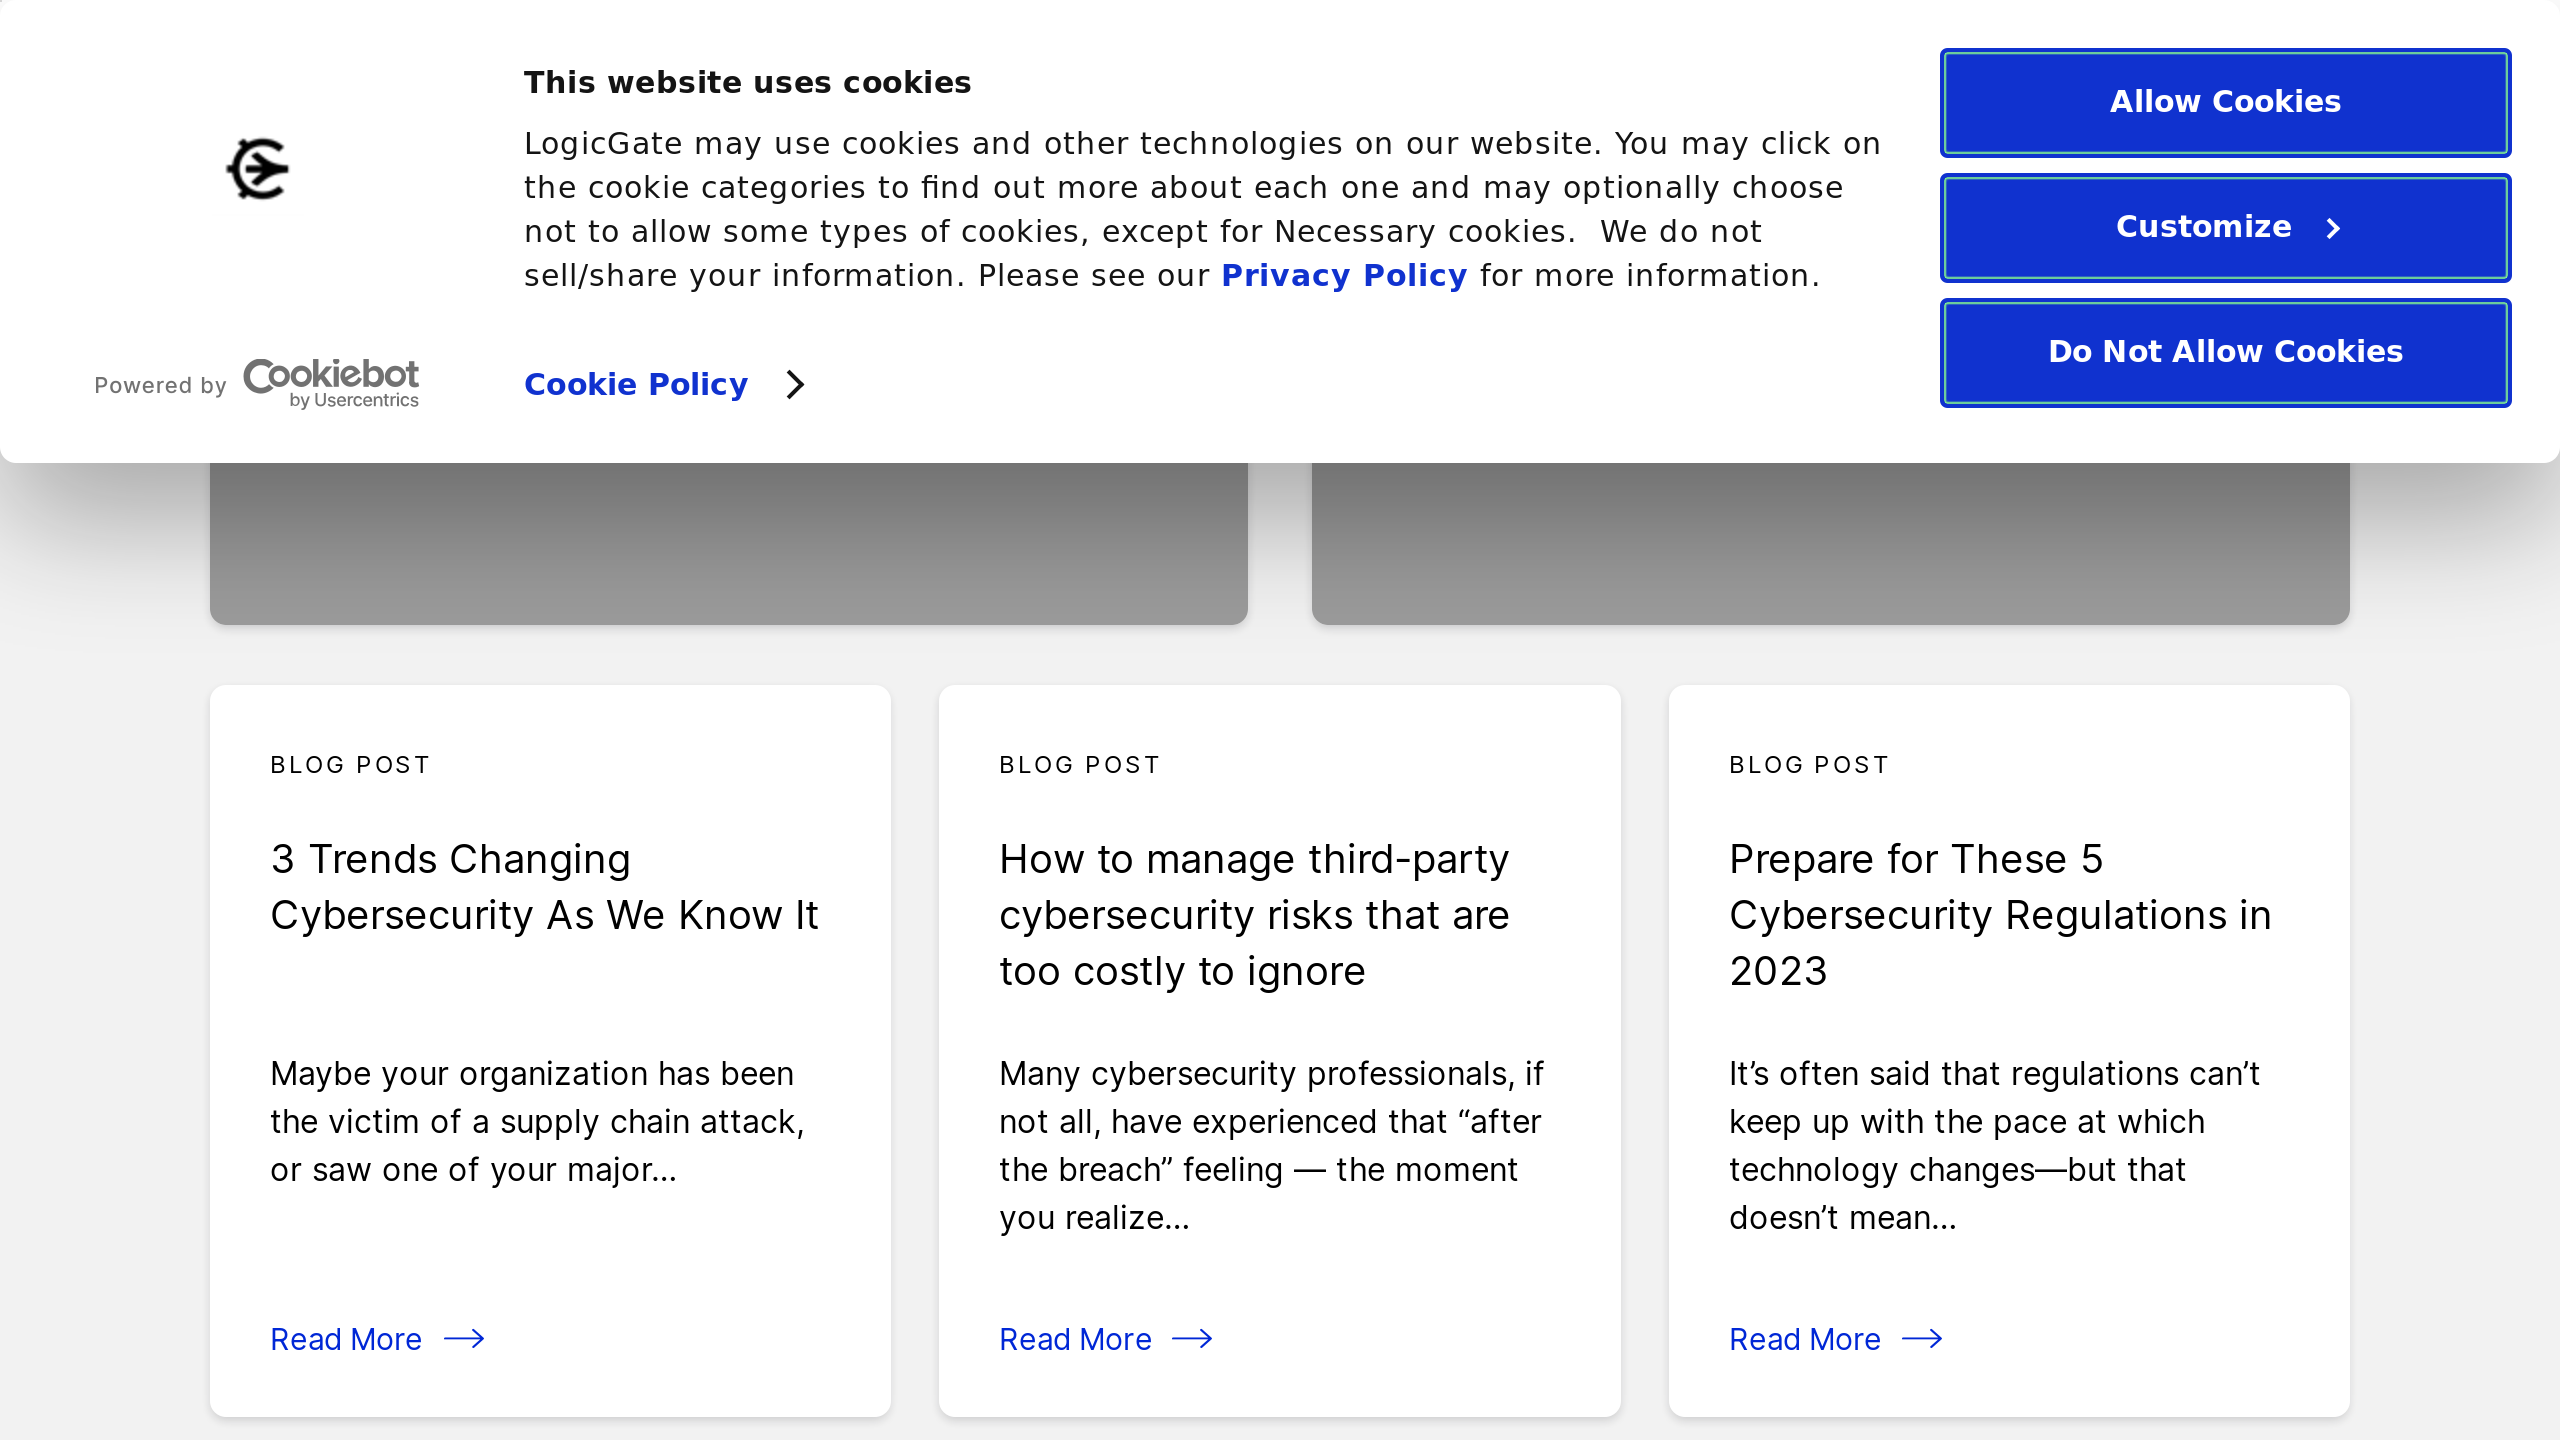 This website uses cookies
LogicGate may use cookies and other technologies on our website. You may click on
the cookie categories to find out more about each one and may optionally choose
not to allow some types of cookies, except for Necessary cookies.  We do not
sell/share your information. Please see our Privacy Policy for more information.
Powered by Cookiebot
by Usercentrics
Cookie Policy
Allow Cookies
Customize
Do Not Allow Cookies
BLOG POST
3 Trends Changing
Cybersecurity As We Know It
Maybe your organization has been
the victim of a supply chain attack,
or saw one of your major...
Read More
BLOG POST
How to manage third-party
cybersecurity risks that are
too costly to ignore
Many cybersecurity professionals, if
not all, have experienced that “after
the breach” feeling — the moment
you realize...
Read More
BLOG POST
Prepare for These 5
Cybersecurity Regulations in
2023
It’s often said that regulations can’t
keep up with the pace at which
technology changes—but that
doesn’t mean...
Read More